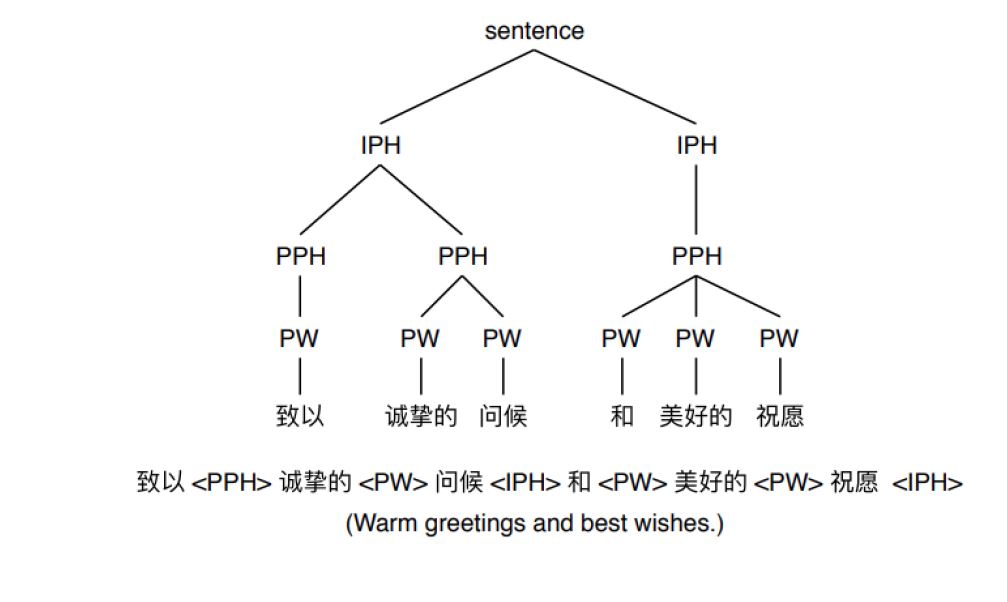 sentence
IPH IPH
PPH PPH PPH
PW PW PW PW PW PW
致以 诚挚的 问候 和 美好的 祝愿
致以 <PPH> 诚挚的 <PW> 问候 <IPH> 和 <PW> 美好的 <PW> 祝愿 <IPH>
(Warm greetings and best wishes.)